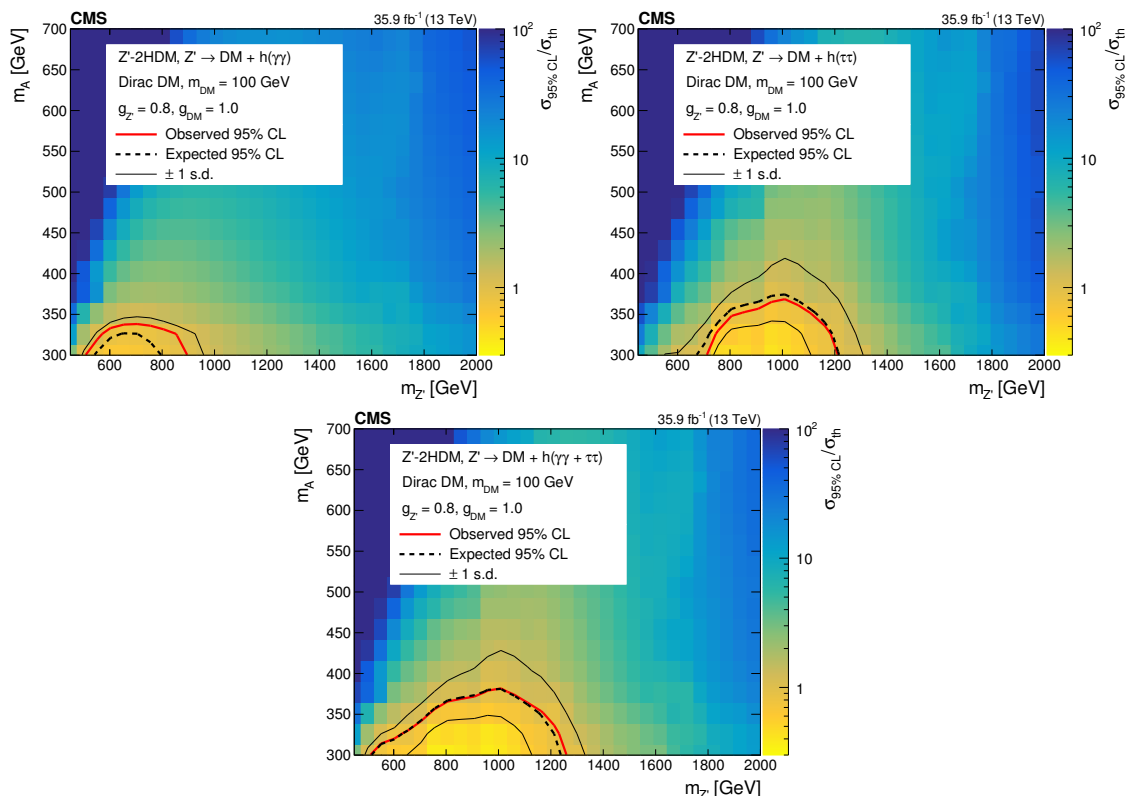 CMS
35.9 fb⁻¹ (13 TeV)
m_A [GeV]
700
650
600
550
500
450
400
350
300
Z'-2HDM, Z' → DM + h(γγ)
Dirac DM, m_DM = 100 GeV
g_Z' = 0.8, g_DM = 1.0
Observed 95% CL
Expected 95% CL
± 1 s.d.
600 800 1000 1200 1400 1600 1800 2000
m_Z' [GeV]
10²
10
1
σ_95% CL/σ_th
CMS
35.9 fb⁻¹ (13 TeV)
m_A [GeV]
700
650
600
550
500
450
400
350
300
Z'-2HDM, Z' → DM + h(ττ)
Dirac DM, m_DM = 100 GeV
g_Z' = 0.8, g_DM = 1.0
Observed 95% CL
Expected 95% CL
± 1 s.d.
600 800 1000 1200 1400 1600 1800 2000
m_Z' [GeV]
10²
10
1
σ_95% CL/σ_th
CMS
35.9 fb⁻¹ (13 TeV)
m_A [GeV]
700
650
600
550
500
450
400
350
300
Z'-2HDM, Z' → DM + h(γγ + ττ)
Dirac DM, m_DM = 100 GeV
g_Z' = 0.8, g_DM = 1.0
Observed 95% CL
Expected 95% CL
± 1 s.d.
600 800 1000 1200 1400 1600 1800 2000
m_Z' [GeV]
10²
10
1
σ_95% CL/σ_th